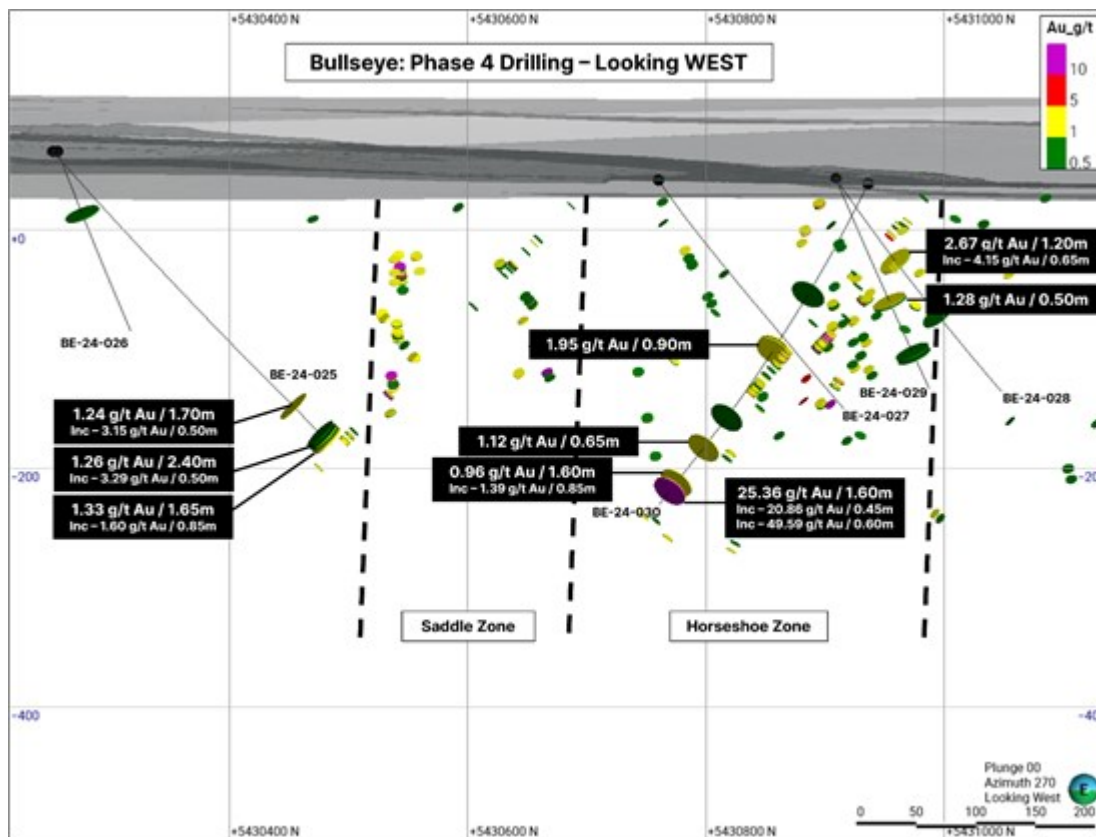 +5430400 N
+5430600 N
+5430800 N
+5431000 N
Au_g/t
10
5
1
0.5
Bullseye: Phase 4 Drilling – Looking WEST
+0
2.67 g/t Au / 1.20m
Inc – 4.15 g/t Au / 0.65m
1.28 g/t Au / 0.50m
BE-24-026
1.95 g/t Au / 0.90m
BE-24-025
BE-24-029
BE-24-028
BE-24-027
1.24 g/t Au / 1.70m
Inc – 3.15 g/t Au / 0.50m
1.26 g/t Au / 2.40m
Inc – 3.29 g/t Au / 0.50m
1.33 g/t Au / 1.65m
Inc – 1.60 g/t Au / 0.85m
1.12 g/t Au / 0.65m
0.96 g/t Au / 1.60m
Inc – 1.39 g/t Au / 0.85m
25.36 g/t Au / 1.60m
Inc – 20.86 g/t Au / 0.45m
Inc – 49.59 g/t Au / 0.60m
BE-24-030
-200
-20
Saddle Zone
Horseshoe Zone
-400
-40
Plunge 00
Azimuth 270
Looking West
E
0 50 100 150 200
+5430400 N
+5430600 N
+5430800 N
+5431000 N